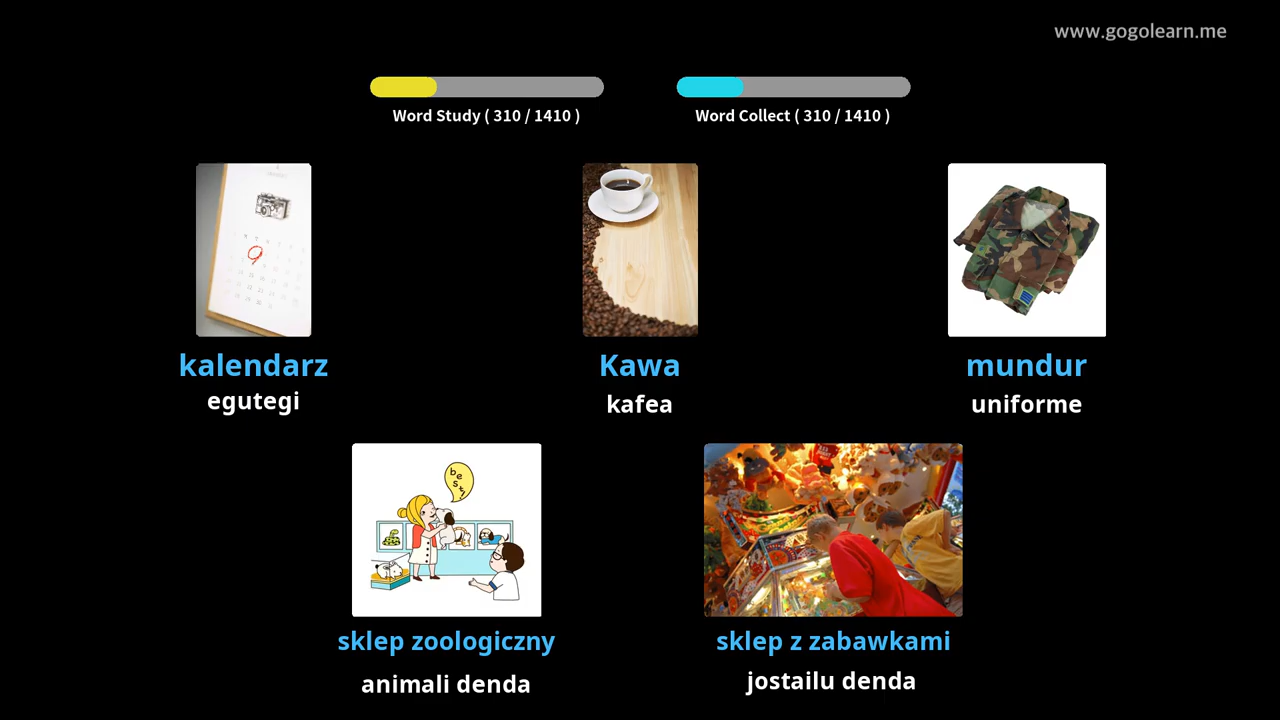 www.gogolearn.me
Word Study ( 310 / 1410 )
Word Collect ( 310 / 1410 )
kalendarz
egutegi
Kawa
kafea
mundur
uniforme
besty
sklep zoologiczny
animali denda
sklep z zabawkami
jostailu denda